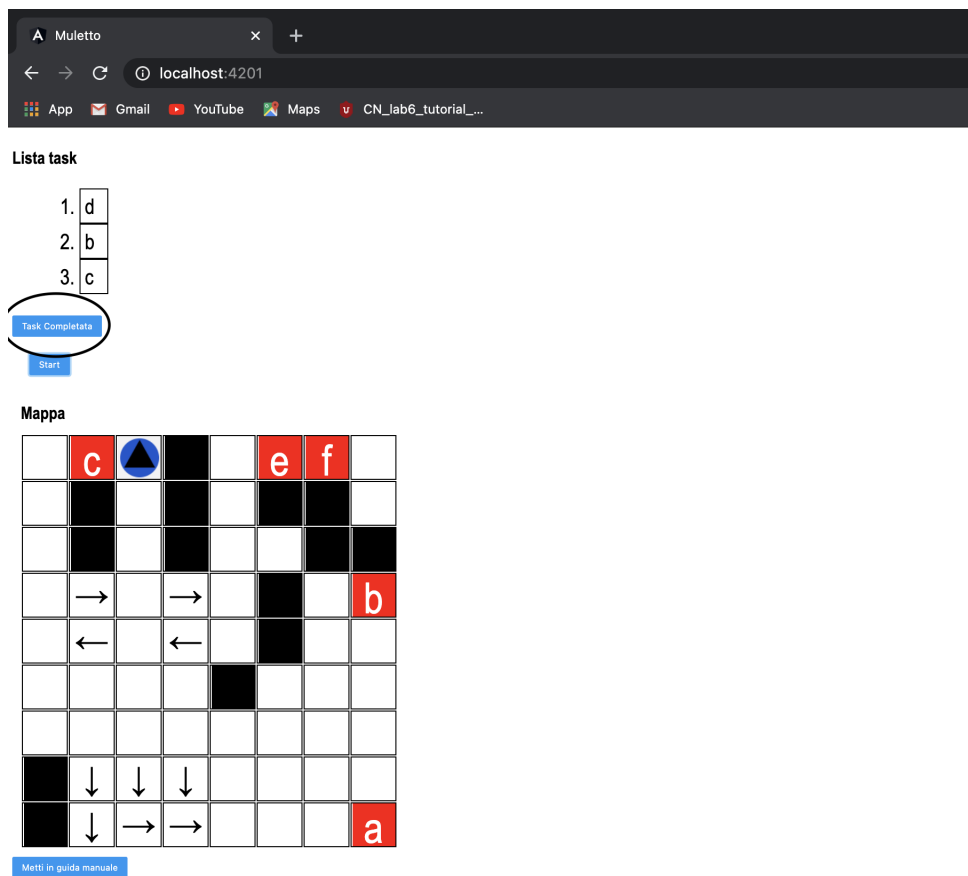 Muletto
localhost:4201
App Gmail YouTube Maps CN_lab6_tutorial_...
Lista task
1. d
2. b
3. c
Task Completata
Start
Mappa
c e f
→ → b
← ←
↓ ↓ ↓
↓ → → a
Metti in guida manuale